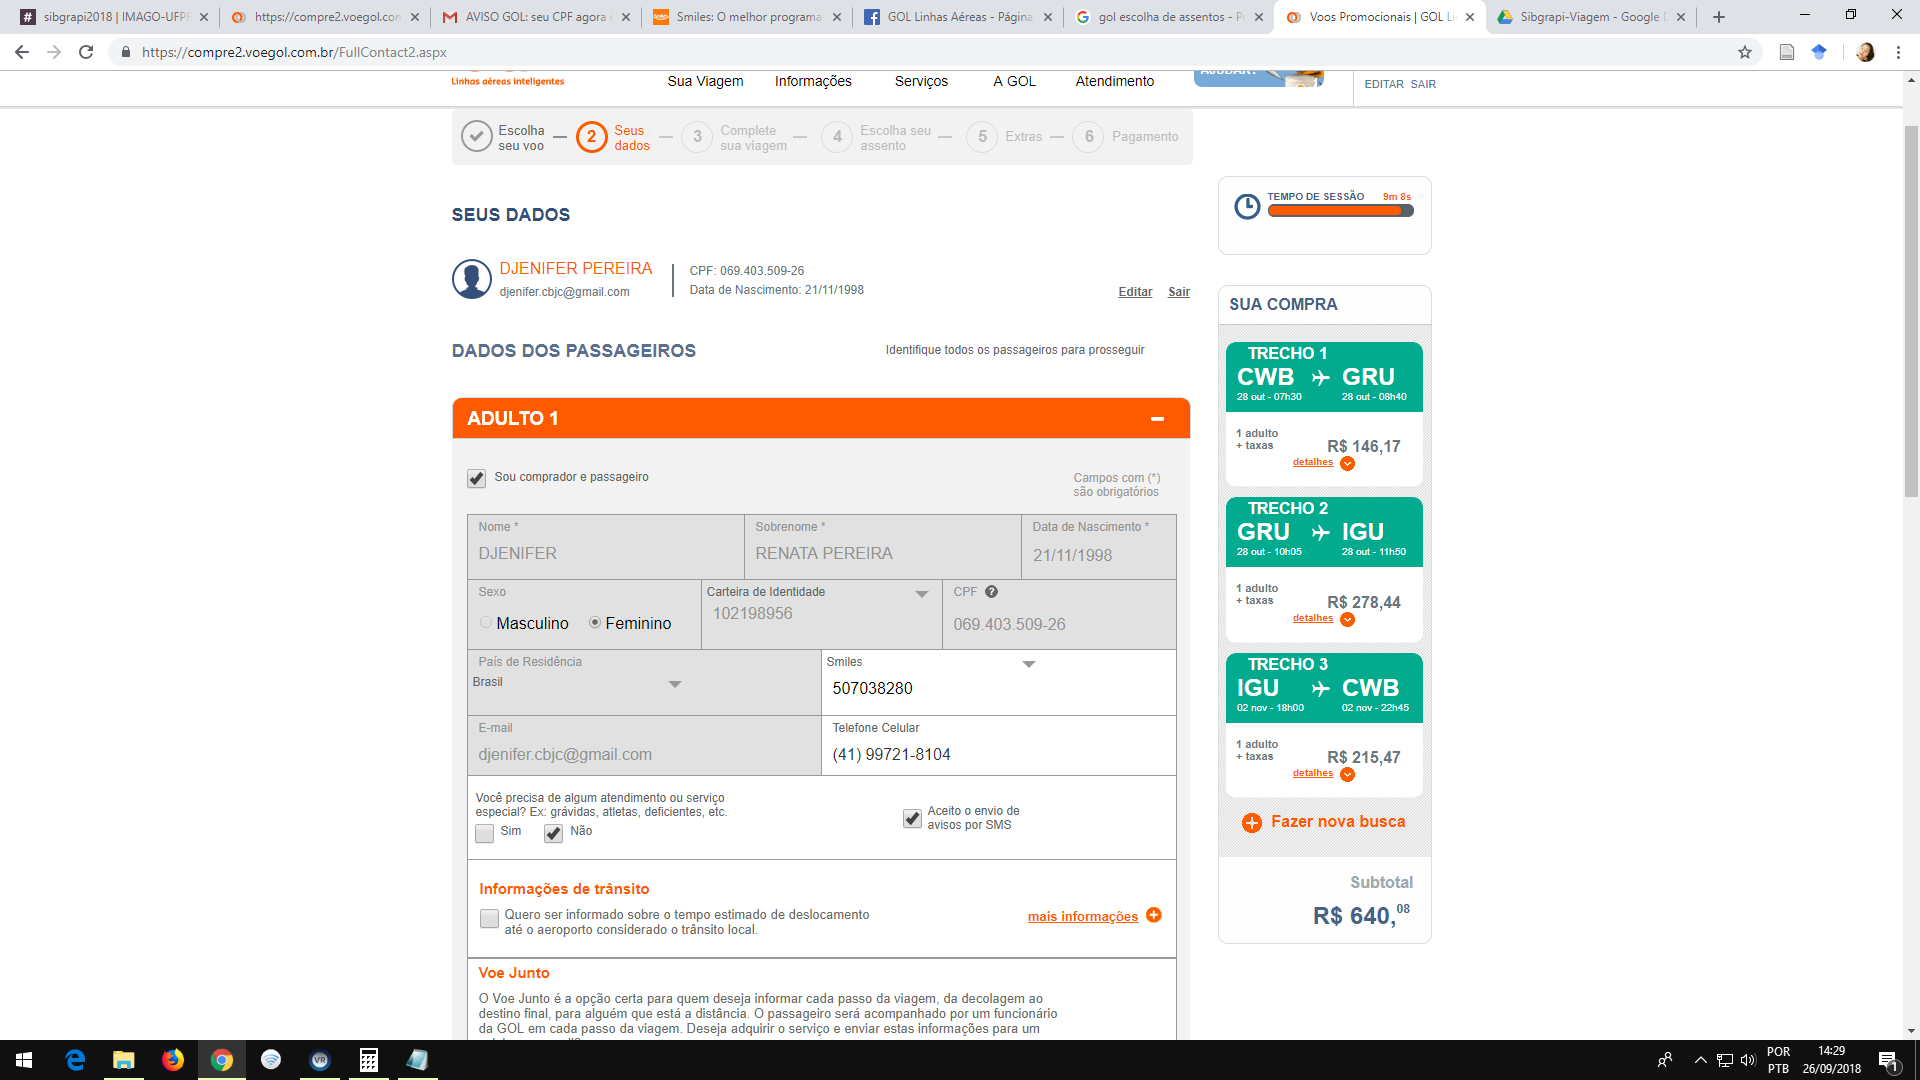 sibgrapi2018 | IMAGO-UFPR
https://compre2.voegol.com
AVISO GOL: seu CPF agora é
Smiles: O melhor programa
GOL Linhas Aéreas - Página
gol escolha de assentos - P
Voos Promocionais | GOL Li
Sibgrapi-Viagem - Google D
https://compre2.voegol.com.br/FullContact2.aspx
Linhas aéreas inteligentes
Sua Viagem
Informações
Serviços
A GOL
Atendimento
EDITAR SAIR
Escolha
seu voo
2 Seus
dados
3 Complete
sua viagem
4 Escolha seu
assento
5 Extras
6 Pagamento
SEUS DADOS
DJENIFER PEREIRA
djenifer.cbjc@gmail.com
CPF: 069.403.509-26
Data de Nascimento: 21/11/1998
Editar Sair
DADOS DOS PASSAGEIROS
Identifique todos os passageiros para prosseguir
ADULTO 1
Sou comprador e passageiro
Campos com (*)
são obrigatórios
Nome *
DJENIFER
Sobrenome *
RENATA PEREIRA
Data de Nascimento *
21/11/1998
Sexo
Masculino Feminino
Carteira de Identidade
102198956
CPF ?
069.403.509-26
País de Residência
Brasil
Smiles
507038280
E-mail
djenifer.cbjc@gmail.com
Telefone Celular
(41) 99721-8104
Você precisa de algum atendimento ou serviço
especial? Ex: grávidas, atletas, deficientes, etc.
Sim Não
Aceito o envio de
avisos por SMS
Informações de trânsito
Quero ser informado sobre o tempo estimado de deslocamento
até o aeroporto considerado o trânsito local.
mais informações
Voe Junto
O Voe Junto é a opção certa para quem deseja informar cada passo da viagem, da decolagem ao
destino final, para alguém que está a distância. O passageiro será acompanhado por um funcionário
da GOL em cada passo da viagem. Deseja adquirir o serviço e enviar estas informações para um
TEMPO DE SESSÃO 9m 8s
SUA COMPRA
TRECHO 1
CWB GRU
28 out - 07h30 28 out - 08h40
1 adulto
+ taxas
R$ 146,17
detalhes
TRECHO 2
GRU IGU
28 out - 10h05 28 out - 11h50
1 adulto
+ taxas
R$ 278,44
detalhes
TRECHO 3
IGU CWB
02 nov - 18h00 02 nov - 22h45
1 adulto
+ taxas
R$ 215,47
detalhes
Fazer nova busca
Subtotal
R$ 640,08
VR
POR
PTB
14:29
26/09/2018
1